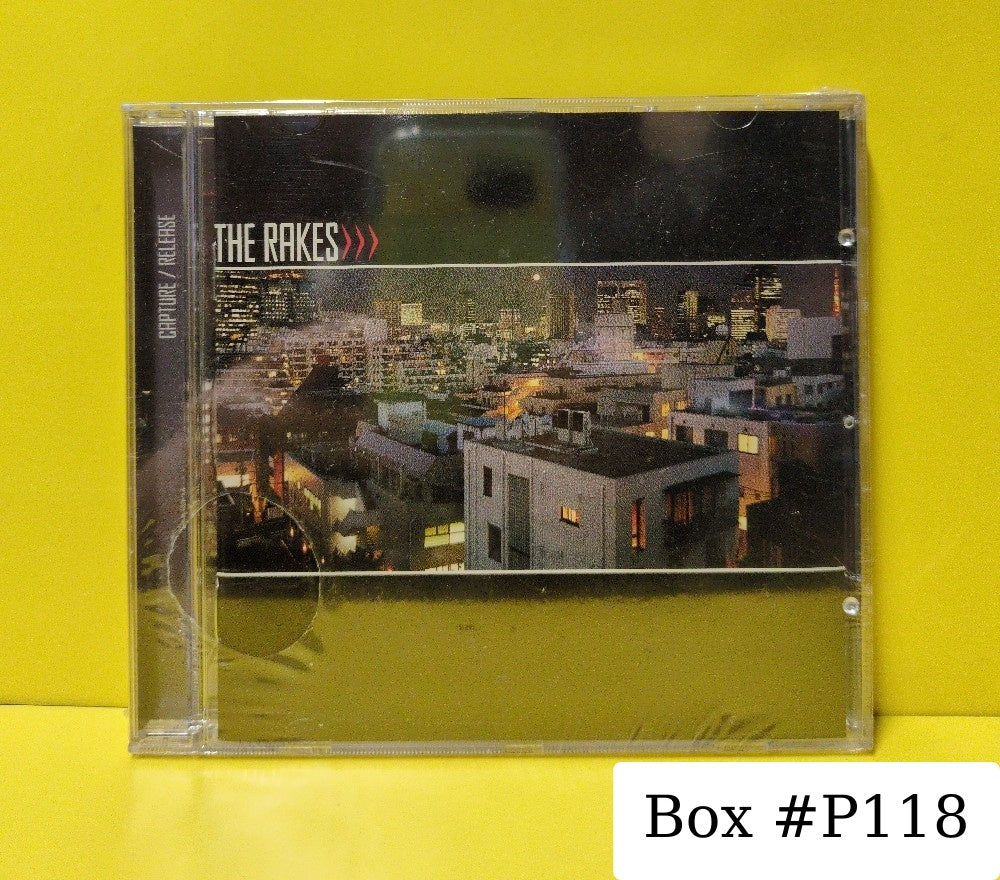 THE RAKES
CAPTURE / RELEASE
Box #P118